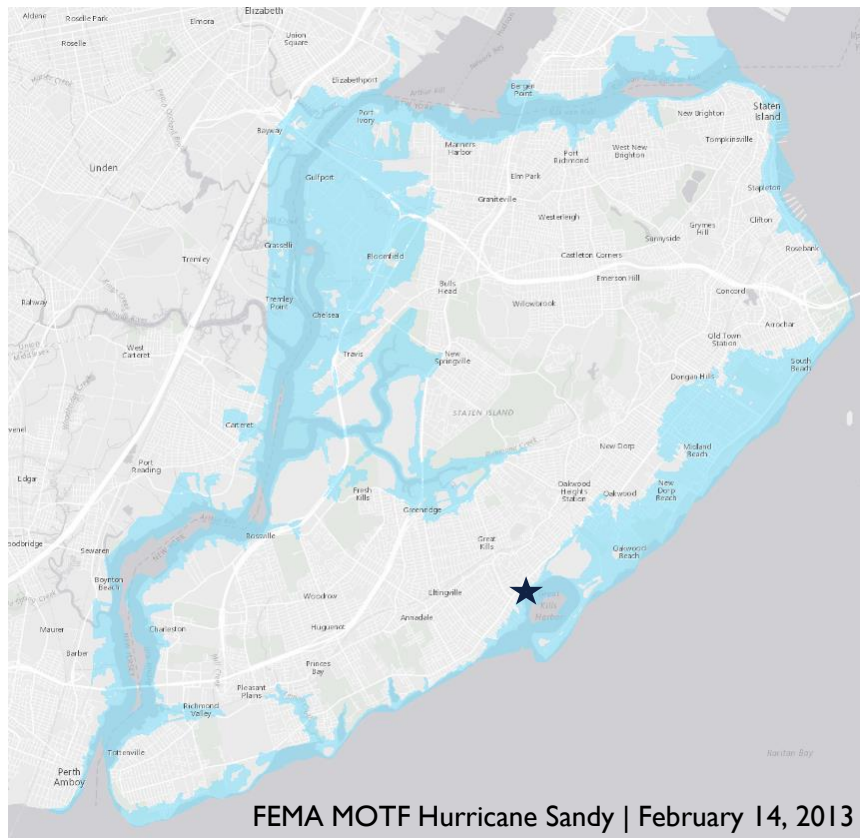 Aldene
Roselle Park
Elmora
Elizabeth
Union
Square
Roselle
Elizabethport
Port
Ivory
Bayway
Bergen
Point
Staten
Island
New Brighton
Tompkinsville
Mariners
Harbor
Port
Richmond
West New
Brighton
Linden
Gulfport
Elm Park
Graniteville
Stapleton
Westerleigh
Grymes
Hill
Clifton
Sunnyside
Rosebank
Grasselli
Tremley
Bloomfield
Castleton Corners
Emerson Hill
Bulls
Head
Concord
Rahway
Tremley
Point
Willowbrook
Chelsea
Arrochar
West
Carteret
Old Town
Station
Travis
New
Springville
South
Beach
Dongan Hills
STATEN ISLAND
Carteret
New Dorp
Midland
Beach
Port
Reading
Edgar
Fresh
Kills
Oakwood
Heights
Station
Oakwood
New
Dorp
Beach
Greenridge
Rossville
Great
Kills
Oakwood
Beach
Sewaren
Boynton
Beach
Woodrow
Eltingville
Kills
Harbor
Annadale
Maurer
Charleston
Huguenot
Barber
Princes
Bay
Pleasant
Plains
Richmond
Valley
Tottenville
Raritan Bay
Perth
Amboy
FEMA MOTF Hurricane Sandy | February 14, 2013